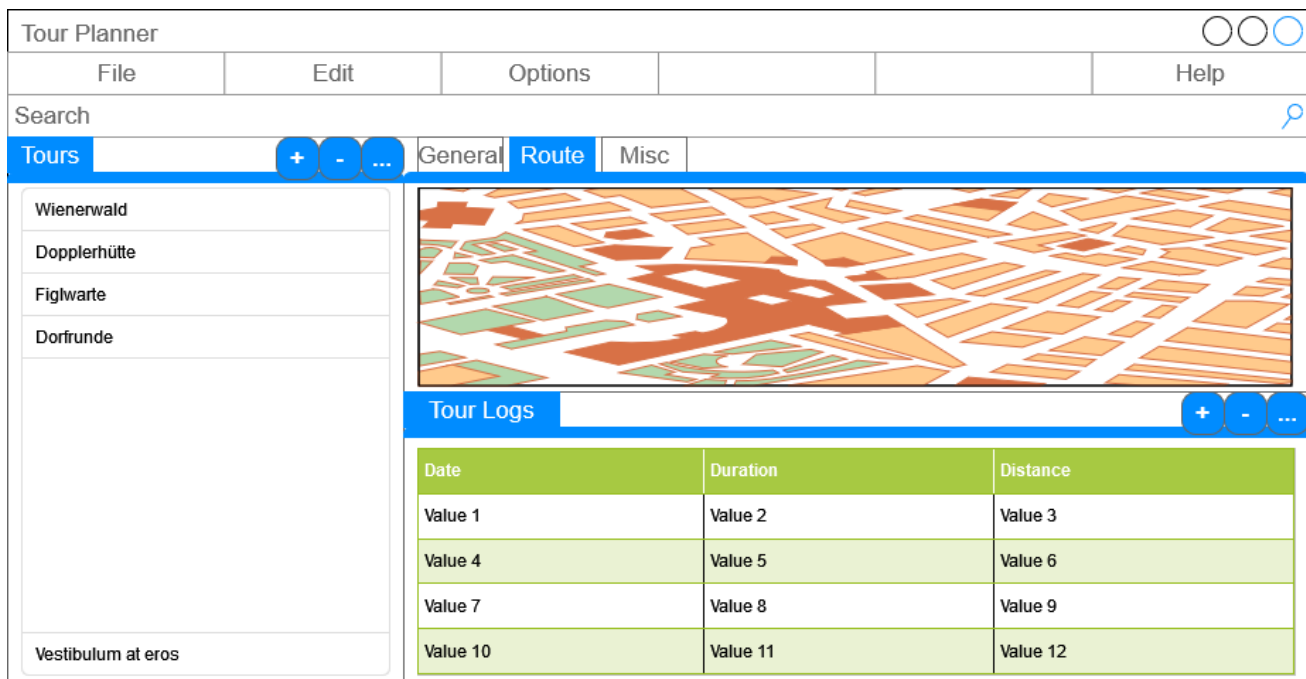 Tour Planner
File Edit Options Help
Search
Tours + - ...
General Route Misc
Wienerwald
Dopplerhütte
Figlwarte
Dorfrunde
Vestibulum at eros
Tour Logs + - ...
Date Duration Distance
Value 1 Value 2 Value 3
Value 4 Value 5 Value 6
Value 7 Value 8 Value 9
Value 10 Value 11 Value 12